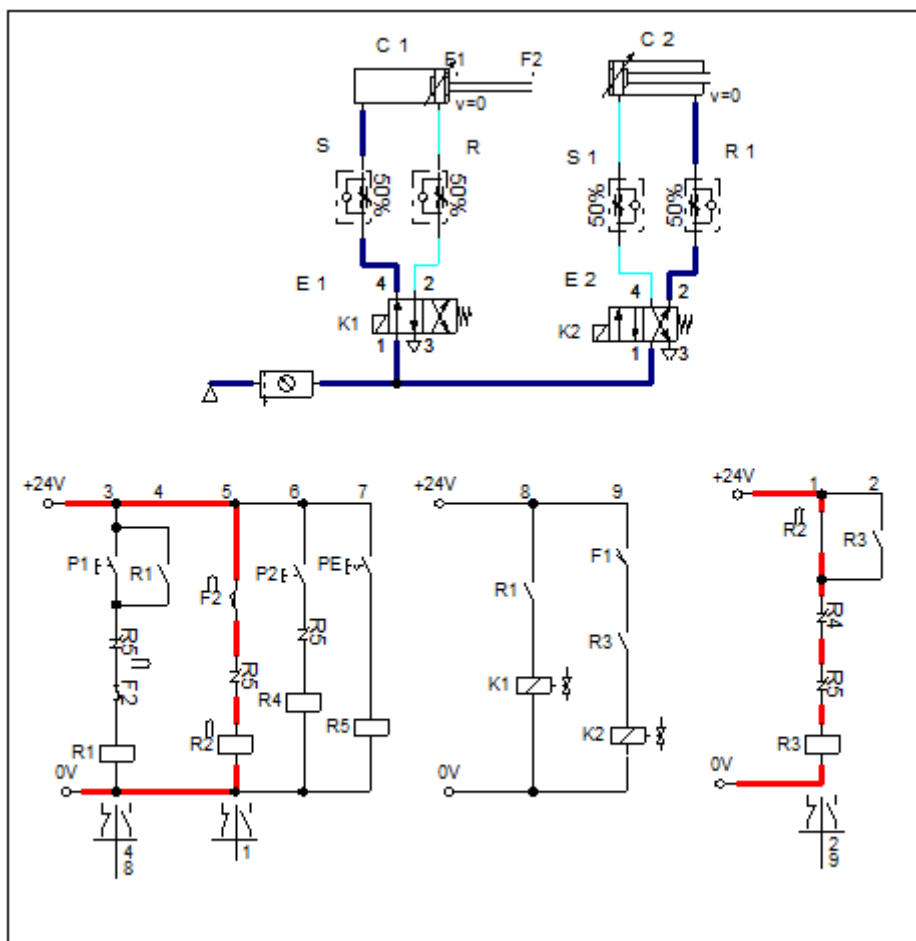 C 1
F1
F2
C 2
v=0
v=0
S
R
S 1
R 1
50%
50%
50%
50%
E 1
4
2
E 2
4
2
K1
1
3
K2
1
3
+24V
3
4
5
6
7
+24V
8
9
+24V
1
2
R2
R3
P1
R1
F2
P2
PE
R1
F1
R5
R5
R4
F2
R5
R3
R5
R4
K1
R1
R2
R5
K2
R3
0V
0V
0V
4
8
1
2
9